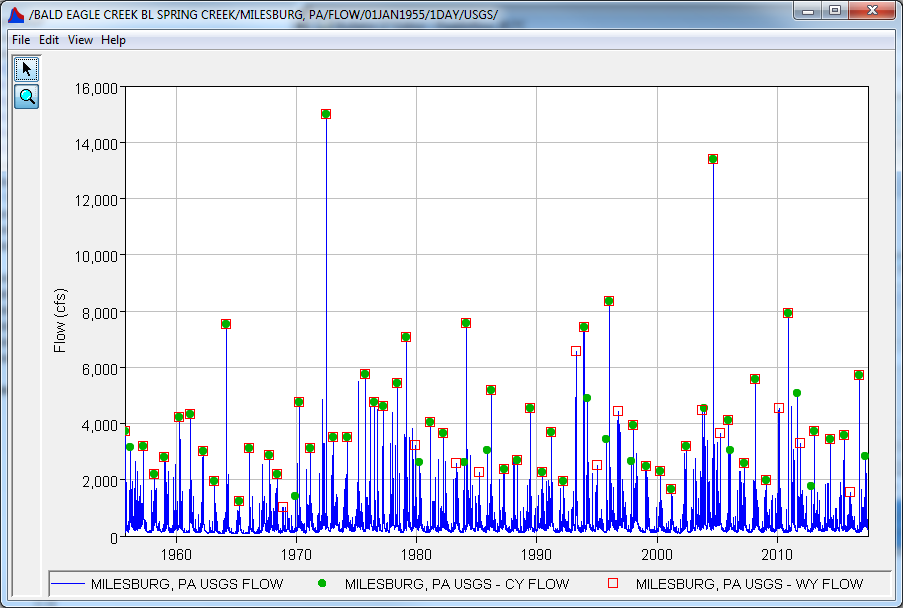 /BALD EAGLE CREEK BL SPRING CREEK/MILESBURG, PA/FLOW/01JAN1955/1DAY/USGS/
File Edit View Help
16,000
14,000
12,000
10,000
8,000
6,000
4,000
2,000
0
Flow (cfs)
1960 1970 1980 1990 2000 2010
MILESBURG, PA USGS FLOW MILESBURG, PA USGS - CY FLOW MILESBURG, PA USGS - WY FLOW